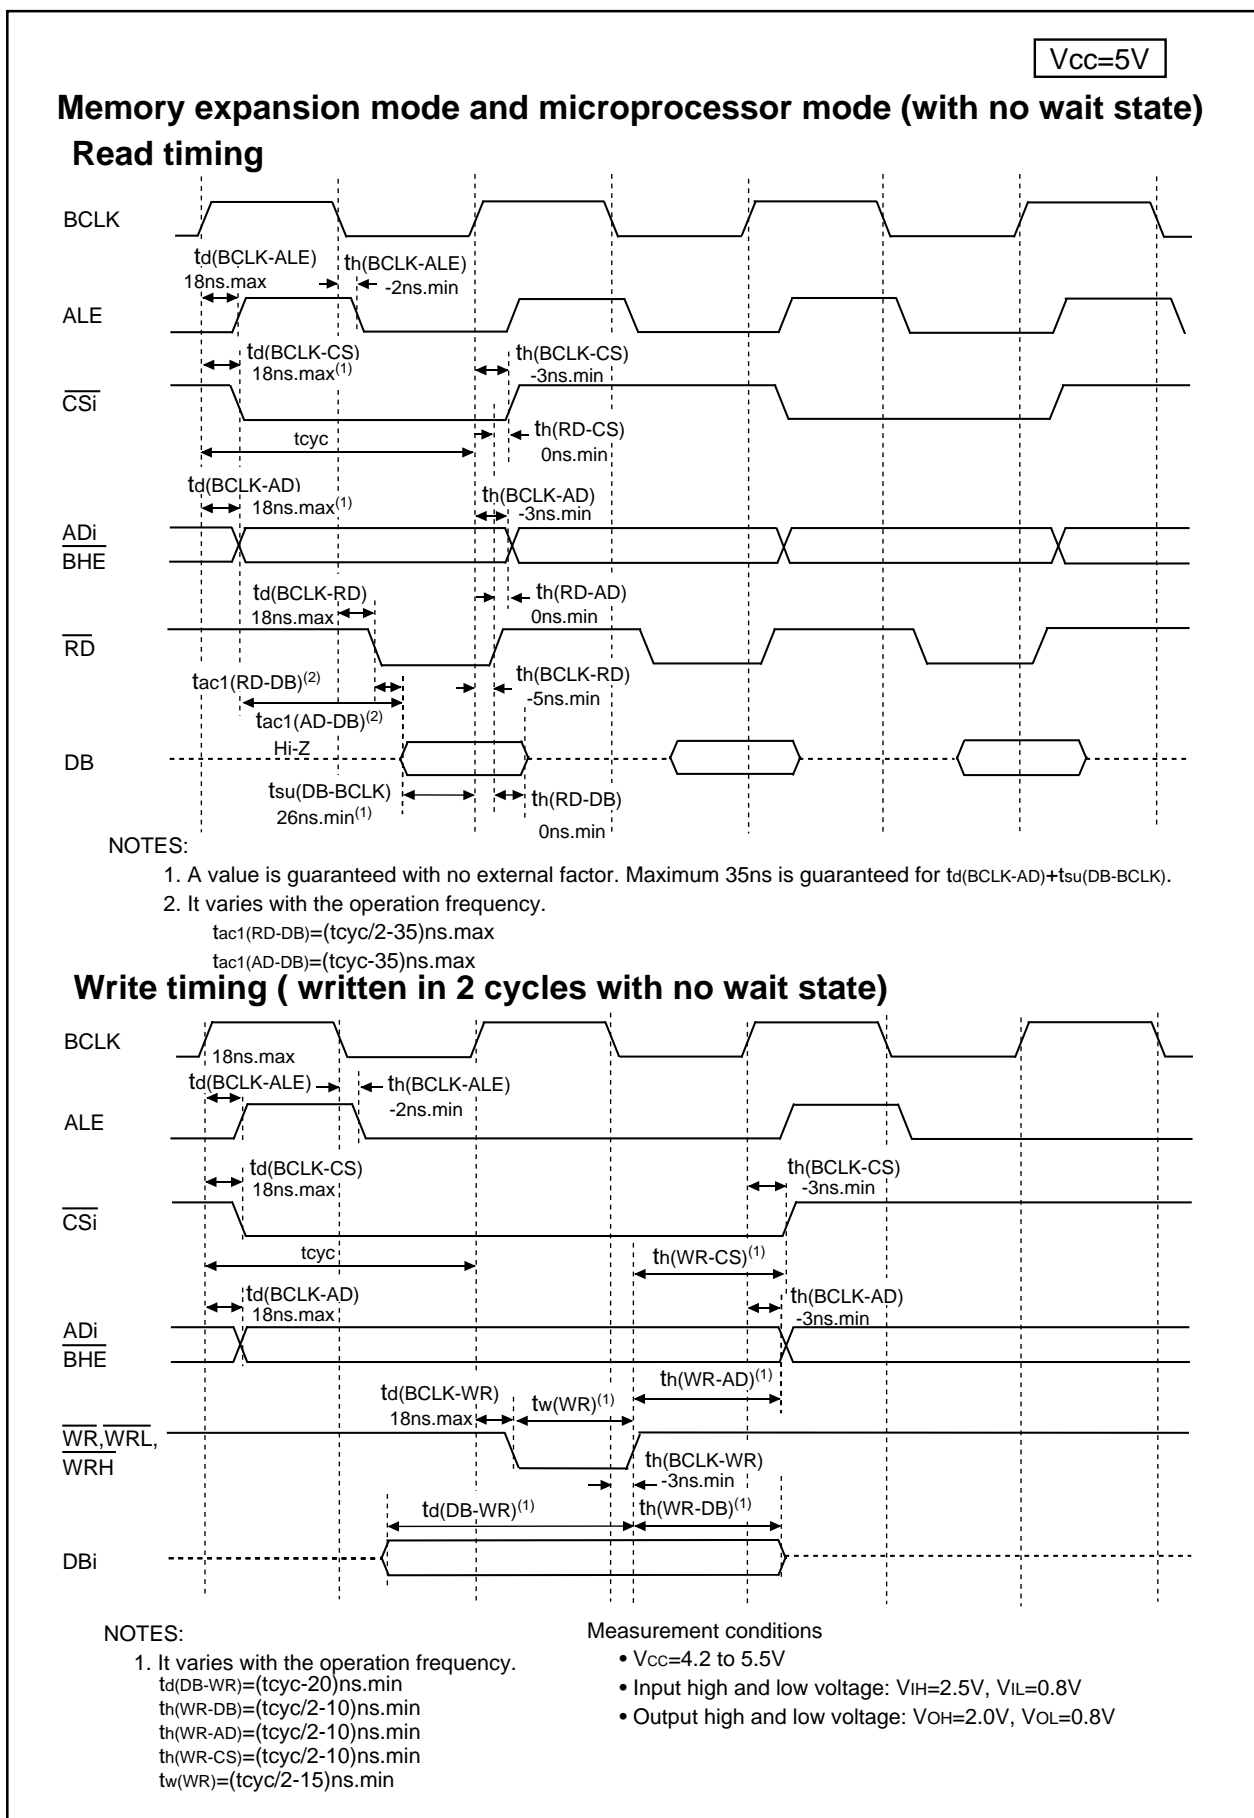 Vcc=5V
Memory expansion mode and microprocessor mode (with no wait state)
Read timing
BCLK
td(BCLK-ALE)
18ns.max
th(BCLK-ALE)
-2ns.min
ALE
td(BCLK-CS)
18ns.max(1)
th(BCLK-CS)
-3ns.min
CSi
tcyc
th(RD-CS)
0ns.min
td(BCLK-AD)
18ns.max(1)
th(BCLK-AD)
-3ns.min
ADi
BHE
td(BCLK-RD)
18ns.max
th(RD-AD)
0ns.min
RD
tac1(RD-DB)(2)
th(BCLK-RD)
-5ns.min
tac1(AD-DB)(2)
Hi-Z
DB
tsu(DB-BCLK)
26ns.min(1)
th(RD-DB)
0ns.min
NOTES:
1. A value is guaranteed with no external factor. Maximum 35ns is guaranteed for td(BCLK-AD)+tsu(DB-BCLK).
2. It varies with the operation frequency.
tac1(RD-DB)=(tcyc/2-35)ns.max
tac1(AD-DB)=(tcyc-35)ns.max
Write timing ( written in 2 cycles with no wait state)
BCLK
18ns.max
td(BCLK-ALE)
th(BCLK-ALE)
-2ns.min
ALE
td(BCLK-CS)
18ns.max
th(BCLK-CS)
-3ns.min
CSi
tcyc
th(WR-CS)(1)
td(BCLK-AD)
18ns.max
th(BCLK-AD)
-3ns.min
ADi
BHE
th(WR-AD)(1)
td(BCLK-WR)
18ns.max
tw(WR)(1)
WR,WRL,
WRH
th(BCLK-WR)
-3ns.min
td(DB-WR)(1)
th(WR-DB)(1)
DBi
NOTES:
1. It varies with the operation frequency.
td(DB-WR)=(tcyc-20)ns.min
th(WR-DB)=(tcyc/2-10)ns.min
th(WR-AD)=(tcyc/2-10)ns.min
th(WR-CS)=(tcyc/2-10)ns.min
tw(WR)=(tcyc/2-15)ns.min
Measurement conditions
• VCC=4.2 to 5.5V
• Input high and low voltage: VIH=2.5V, VIL=0.8V
• Output high and low voltage: VOH=2.0V, VOL=0.8V